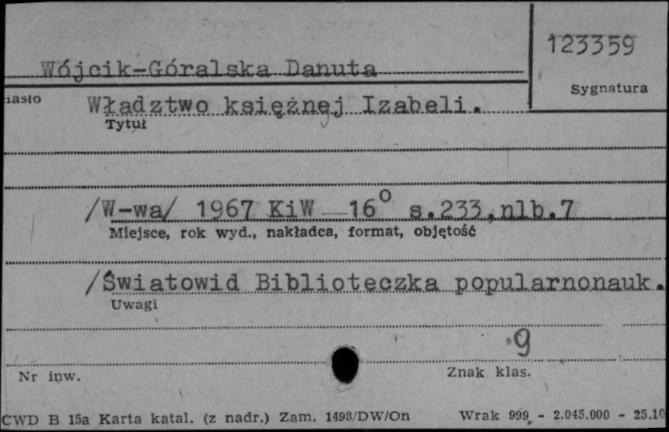 123359
Wójcik-Góralska Danuta
Sygnatura
Władztwo księżnej Izabeli.
Tytuł
/W-wa/ 1967 KiW 16° s.233,nlb.7
Miejsce, rok wyd., nakładca, format, objętość
/Światowid Biblioteczka popularnonauk.
Uwagi
9
Nr inw.
Znak klas.
CWD B 15a Karta katal. (z nadr.) Zam. 1498/DW/On Wrak 999 - 2.045.000 - 25.10